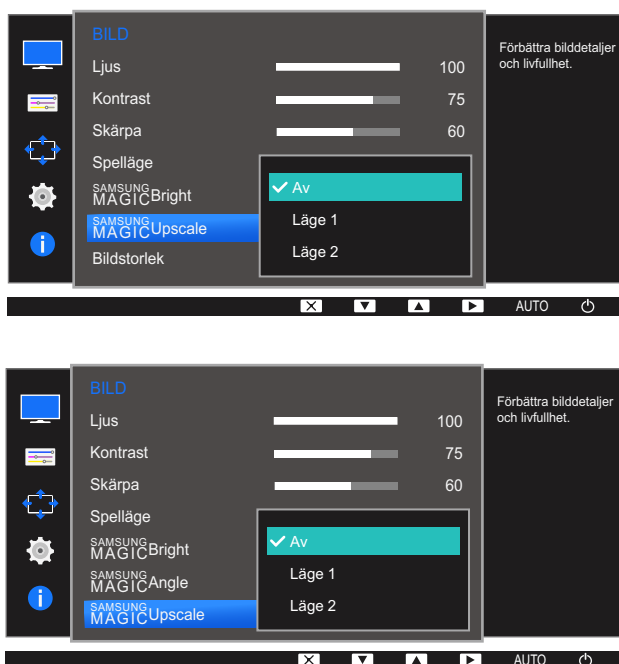 BILD
Ljus 100
Kontrast 75
Skärpa 60
Spelläge
SAMSUNG MAGICBright
SAMSUNG MAGICUpscale
Bildstorlek
Av
Läge 1
Läge 2
Förbättra bilddetaljer
och livfullhet.
AUTO
BILD
Ljus 100
Kontrast 75
Skärpa 60
Spelläge
SAMSUNG MAGICBright
SAMSUNG MAGICAngle
SAMSUNG MAGICUpscale
Av
Läge 1
Läge 2
Förbättra bilddetaljer
och livfullhet.
AUTO